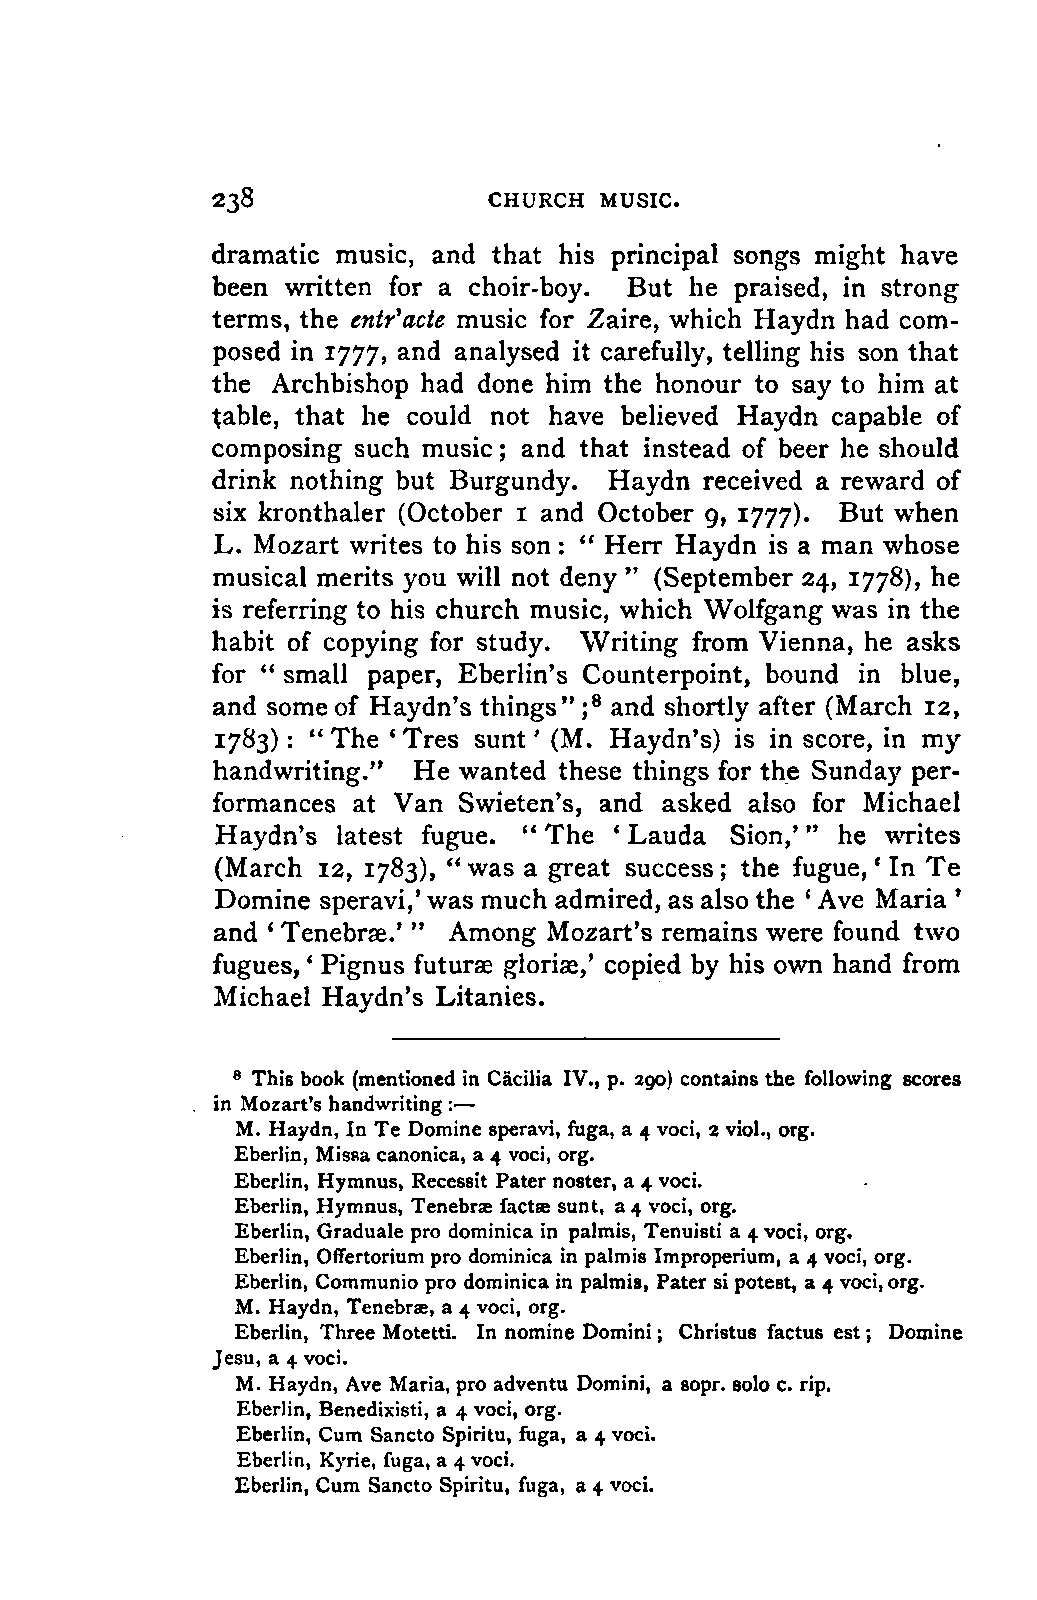 238 CHURCH MUSIC.
dramatic music, and that his principal songs might have
been written for a choir-boy. But he praised, in strong
terms, the entr'acte music for Zaire, which Haydn had com-
posed in 1777, and analysed it carefully, telling his son that
the Archbishop had done him the honour to say to him at
table, that he could not have believed Haydn capable of
composing such music; and that instead of beer he should
drink nothing but Burgundy. Haydn received a reward of
six kronthaler (October 1 and October 9, 1777). But when
L. Mozart writes to his son: “Herr Haydn is a man whose
musical merits you will not deny” (September 24, 1778), he
is referring to his church music, which Wolfgang was in the
habit of copying for study. Writing from Vienna, he asks
for “small paper, Eberlin's Counterpoint, bound in blue,
and some of Haydn's things”;⁸ and shortly after (March 12,
1783): “The ‘Tres sunt’ (M. Haydn's) is in score, in my
handwriting.” He wanted these things for the Sunday per-
formances at Van Swieten's, and asked also for Michael
Haydn's latest fugue. “The ‘Lauda Sion,’” he writes
(March 12, 1783), “was a great success; the fugue, ‘In Te
Domine speravi,’ was much admired, as also the ‘Ave Maria’
and ‘Tenebræ.’” Among Mozart's remains were found two
fugues, ‘Pignus futuræ gloriæ,’ copied by his own hand from
Michael Haydn's Litanies.
⁸ This book (mentioned in Cäcilia IV., p. 290) contains the following scores
in Mozart's handwriting:—
M. Haydn, In Te Domine speravi, fuga, a 4 voci, 2 viol., org.
Eberlin, Missa canonica, a 4 voci, org.
Eberlin, Hymnus, Recessit Pater noster, a 4 voci.
Eberlin, Hymnus, Tenebræ factæ sunt, a 4 voci, org.
Eberlin, Graduale pro dominica in palmis, Tenuisti a 4 voci, org.
Eberlin, Offertorium pro dominica in palmis Improperium, a 4 voci, org.
Eberlin, Communio pro dominica in palmis, Pater si potest, a 4 voci, org.
M. Haydn, Tenebræ, a 4 voci, org.
Eberlin, Three Motetti. In nomine Domini; Christus factus est; Domine
Jesu, a 4 voci.
M. Haydn, Ave Maria, pro adventu Domini, a sopr. solo c. rip.
Eberlin, Benedixisti, a 4 voci, org.
Eberlin, Cum Sancto Spiritu, fuga, a 4 voci.
Eberlin, Kyrie, fuga, a 4 voci.
Eberlin, Cum Sancto Spiritu, fuga, a 4 voci.